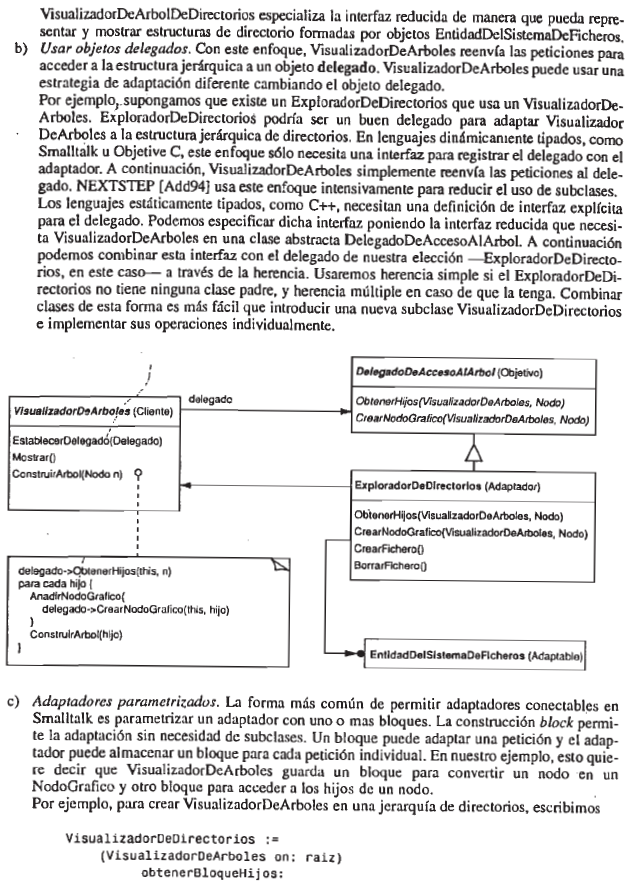 VisualizadorDeArbolDeDirectorios especializa la interfaz reducida de manera que pueda repre-
sentar y mostrar estructuras de directorio formadas por objetos EntidadDelSistemaDeFicheros.
b) Usar objetos delegados. Con este enfoque, VisualizadorDeArboles reenvía las peticiones para
acceder a la estructura jerárquica a un objeto delegado. VisualizadorDeArboles puede usar una
estrategia de adaptación diferente cambiando el objeto delegado.
Por ejemplo, supongamos que existe un ExploradorDeDirectorios que usa un VisualizadorDe-
Arboles. ExploradorDeDirectorios podría ser un buen delegado para adaptar Visualizador
DeArboles a la estructura jerárquica de directorios. En lenguajes dinámicamente tipados, como
Smalltalk u Objetive C, este enfoque sólo necesita una interfaz para registrar el delegado con el
adaptador. A continuación, VisualizadorDeArboles simplemente reenvía las peticiones al dele-
gado. NEXTSTEP [Add94] usa este enfoque intensivamente para reducir el uso de subclases.
Los lenguajes estáticamente tipados, como C++, necesitan una definición de interfaz explícita
para el delegado. Podemos especificar dicha interfaz poniendo la interfaz reducida que necesi-
ta VisualizadorDeArboles en una clase abstracta DelegadoDeAccesoAlArbol. A continuación
podemos combinar esta interfaz con el delegado de nuestra elección —ExploradorDeDirecto-
rios, en este caso— a través de la herencia. Usaremos herencia simple si el ExploradorDeDi-
rectorios no tiene ninguna clase padre, y herencia múltiple en caso de que la tenga. Combinar
clases de esta forma es más fácil que introducir una nueva subclase VisualizadorDeDirectorios
e implementar sus operaciones individualmente.
VisualizadorDeArboles (Cliente)
EstablecerDelegado(Delegado)
Mostrar()
ConstruirArbol(Nodo n)
delegado
DelegadoDeAccesoAlArbol (Objetivo)
ObtenerHijos(VisualizadorDeArboles, Nodo)
CrearNodoGrafico(VisualizadorDeArboles, Nodo)
ExploradorDeDirectorios (Adaptador)
ObtenerHijos(VisualizadorDeArboles, Nodo)
CrearNodoGrafico(VisualizadorDeArboles, Nodo)
CrearFichero()
BorrarFichero()
delegado->ObtenerHijos(this, n)
para cada hijo {
AnadirNodoGrafico(
delegado->CrearNodoGrafico(this, hijo)
)
ConstruirArbol(hijo)
}
EntidadDelSistemaDeFicheros (Adaptable)
c) Adaptadores parametrizados. La forma más común de permitir adaptadores conectables en
Smalltalk es parametrizar un adaptador con uno o mas bloques. La construcción block permi-
te la adaptación sin necesidad de subclases. Un bloque puede adaptar una petición y el adap-
tador puede almacenar un bloque para cada petición individual. En nuestro ejemplo, esto quie-
re decir que VisualizadorDeArboles guarda un bloque para convertir un nodo en un
NodoGrafico y otro bloque para acceder a los hijos de un nodo.
Por ejemplo, para crear VisualizadorDeArboles en una jerarquía de directorios, escribimos
VisualizadorDeDirectorios :=
(VisualizadorDeArboles on: raiz)
obtenerBloqueHijos: